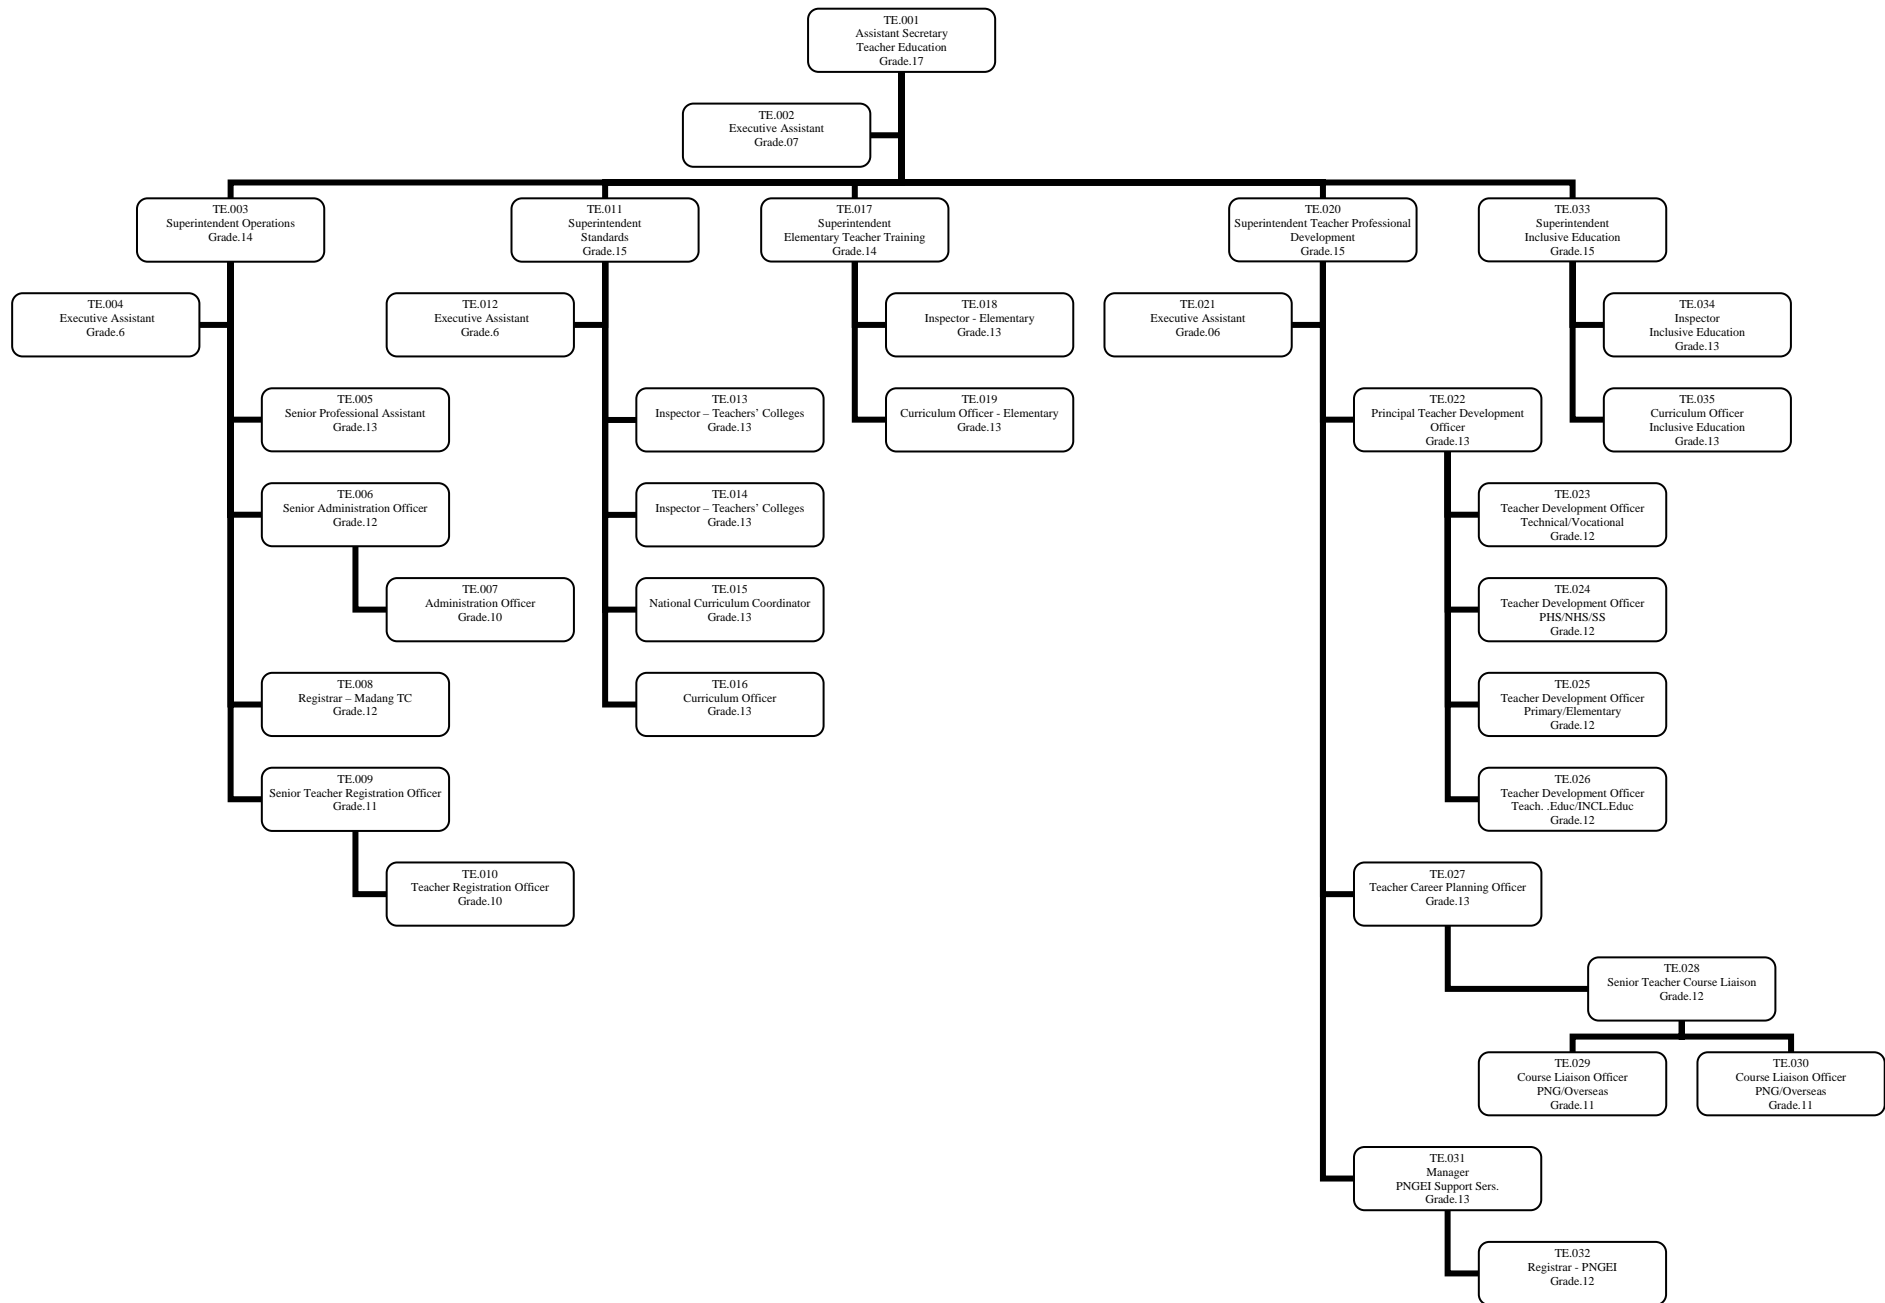 TE.001
Assistant Secretary
Teacher Education
Grade.17
TE.002
Executive Assistant
Grade.07
TE.003
Superintendent Operations
Grade.14
TE.011
Superintendent
Standards
Grade.15
TE.017
Superintendent
Elementary Teacher Training
Grade.14
TE.020
Superintendent Teacher Professional
Development
Grade.15
TE.033
Superintendent
Inclusive Education
Grade.15
TE.004
Executive Assistant
Grade.6
TE.012
Executive Assistant
Grade.6
TE.018
Inspector - Elementary
Grade.13
TE.021
Executive Assistant
Grade.06
TE.034
Inspector
Inclusive Education
Grade.13
TE.005
Senior Professional Assistant
Grade.13
TE.013
Inspector – Teachers’ Colleges
Grade.13
TE.019
Curriculum Officer - Elementary
Grade.13
TE.022
Principal Teacher Development
Officer
Grade.13
TE.035
Curriculum Officer
Inclusive Education
Grade.13
TE.006
Senior Administration Officer
Grade.12
TE.014
Inspector – Teachers’ Colleges
Grade.13
TE.023
Teacher Development Officer
Technical/Vocational
Grade.12
TE.007
Administration Officer
Grade.10
TE.015
National Curriculum Coordinator
Grade.13
TE.024
Teacher Development Officer
PHS/NHS/SS
Grade.12
TE.008
Registrar – Madang TC
Grade.12
TE.016
Curriculum Officer
Grade.13
TE.025
Teacher Development Officer
Primary/Elementary
Grade.12
TE.009
Senior Teacher Registration Officer
Grade.11
TE.026
Teacher Development Officer
Teach. .Educ/INCL.Educ
Grade.12
TE.010
Teacher Registration Officer
Grade.10
TE.027
Teacher Career Planning Officer
Grade.13
TE.028
Senior Teacher Course Liaison
Grade.12
TE.029
Course Liaison Officer
PNG/Overseas
Grade.11
TE.030
Course Liaison Officer
PNG/Overseas
Grade.11
TE.031
Manager
PNGEI Support Sers.
Grade.13
TE.032
Registrar - PNGEI
Grade.12